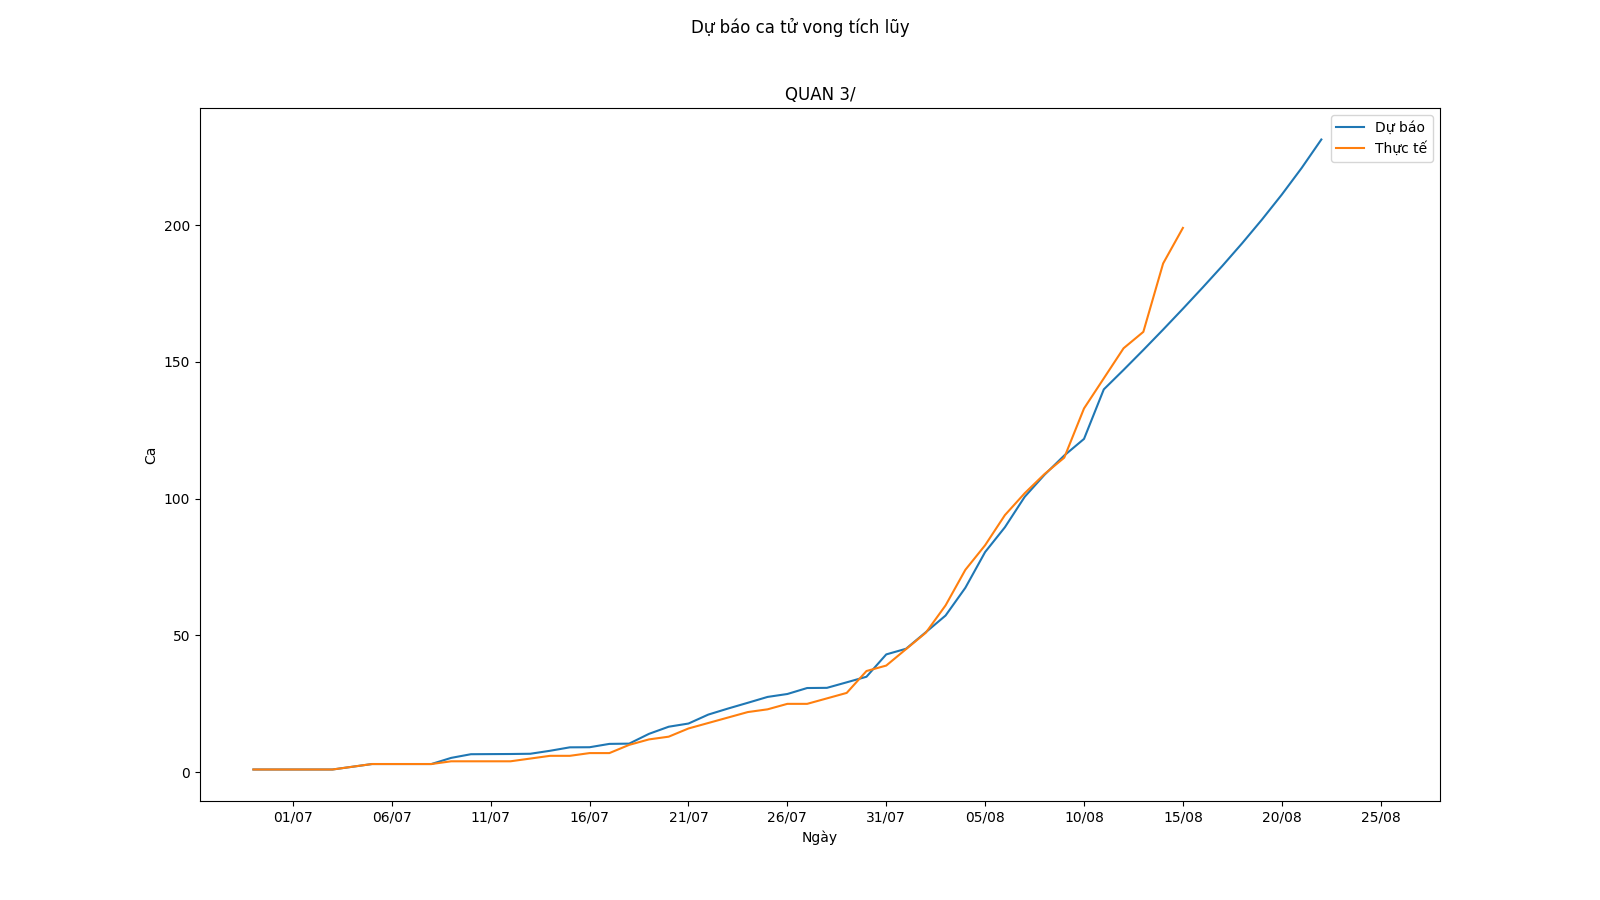 Dự báo ca tử vong tích lũy
QUAN 3/
Dự báo
Thực tế
200
150
100
50
0
Ca
01/07 06/07 11/07 16/07 21/07 26/07 31/07 05/08 10/08 15/08 20/08 25/08
Ngày